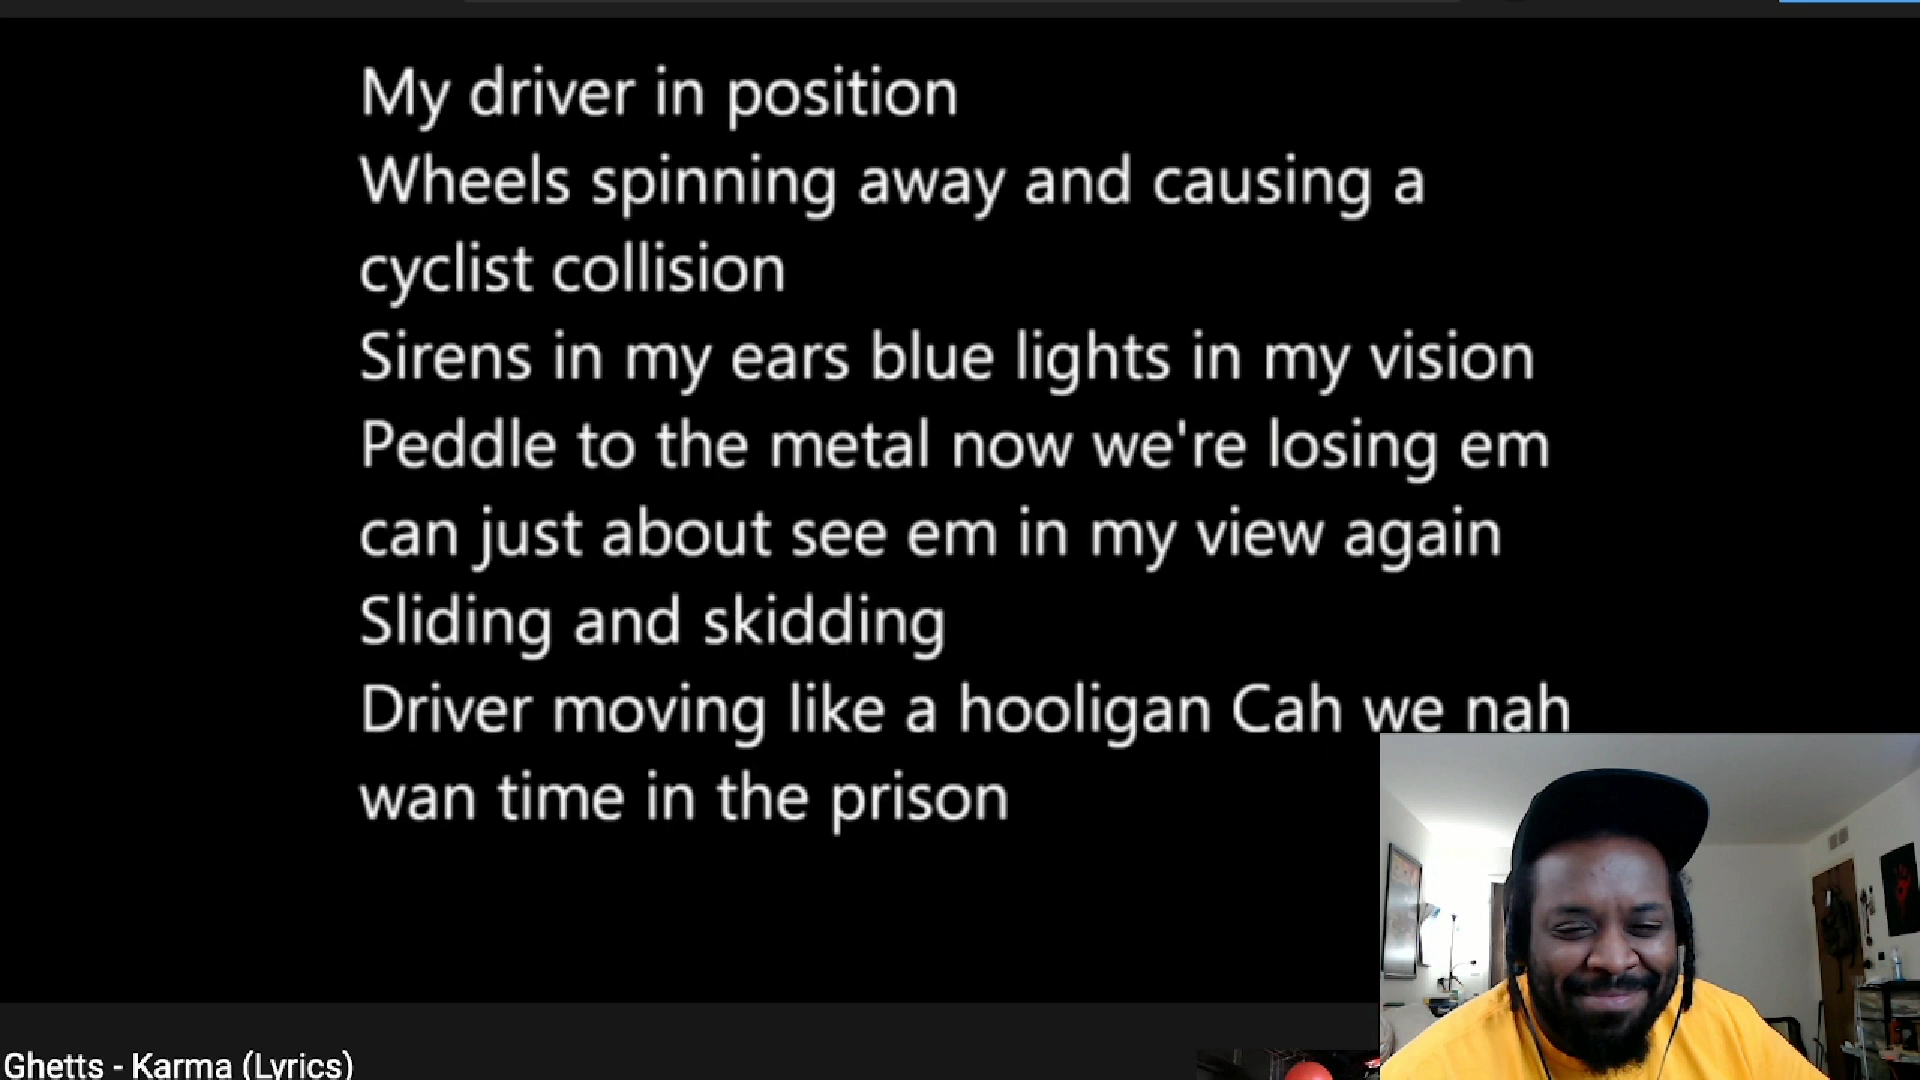 My driver in position
Wheels spinning away and causing a
cyclist collision
Sirens in my ears blue lights in my vision
Peddle to the metal now we're losing em
can just about see em in my view again
Sliding and skidding
Driver moving like a hooligan Cah we nah
wan time in the prison
Ghetts - Karma (Lyrics)